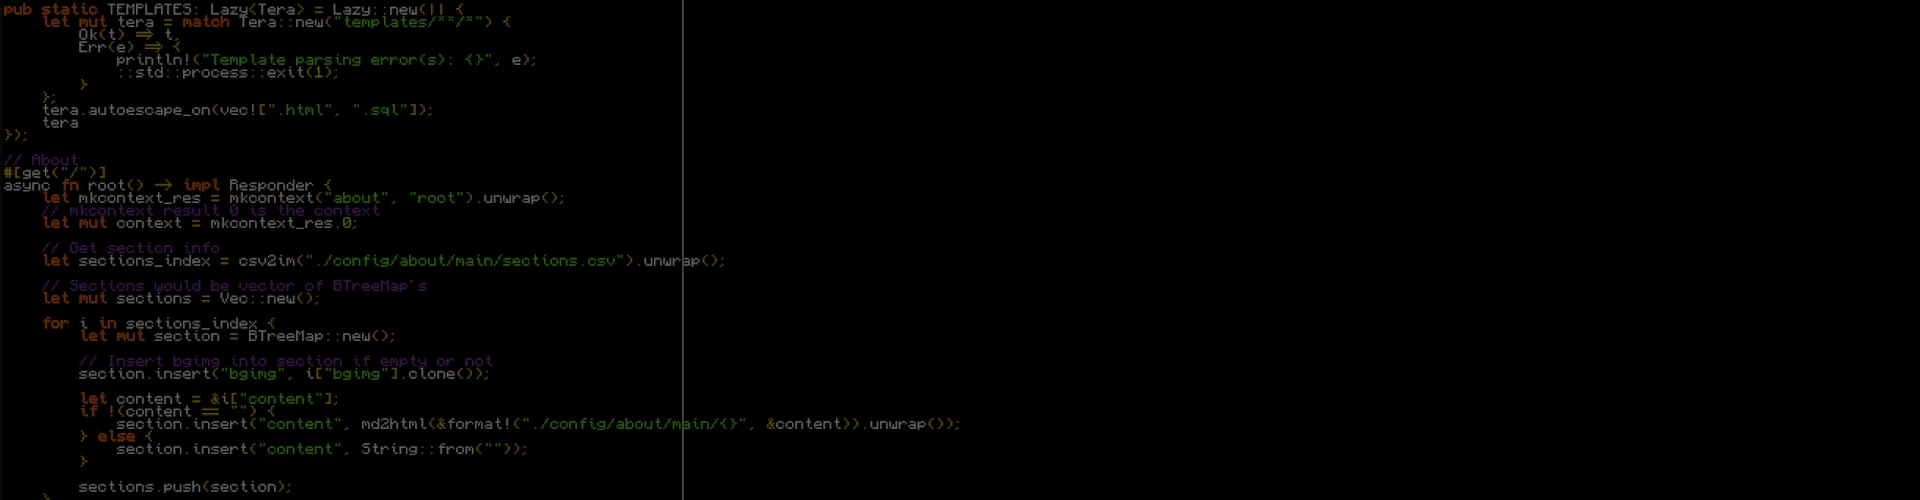 pub static TEMPLATES: Lazy<Tera> = Lazy::new(|| {
    let mut tera = match Tera::new("templates/**/*") {
        Ok(t) => t,
        Err(e) => {
            println!("Template parsing error(s): {}", e);
            ::std::process::exit(1);
        }
    };
    tera.autoescape_on(vec![".html", ".sql"]);
    tera
});

// About
#[get("/")]
async fn root() -> impl Responder {
    let mkcontext_res = mkcontext("about", "root").unwrap();
    // mkcontext result 0 is the context
    let mut context = mkcontext_res.0;

    // Get section info
    let sections_index = csv2im("./config/about/main/sections.csv").unwrap();

    // Sections would be vector of BTreeMap's
    let mut sections = Vec::new();

    for i in sections_index {
        let mut section = BTreeMap::new();

        // Insert bgimg into section if empty or not
        section.insert("bgimg", i["bgimg"].clone());

        let content = &i["content"];
        if !(content == "") {
            section.insert("content", md2html(&format!("./config/about/main/{}", &content)).unwrap());
        } else {
            section.insert("content", String::from(""));
        }

        sections.push(section);
    }